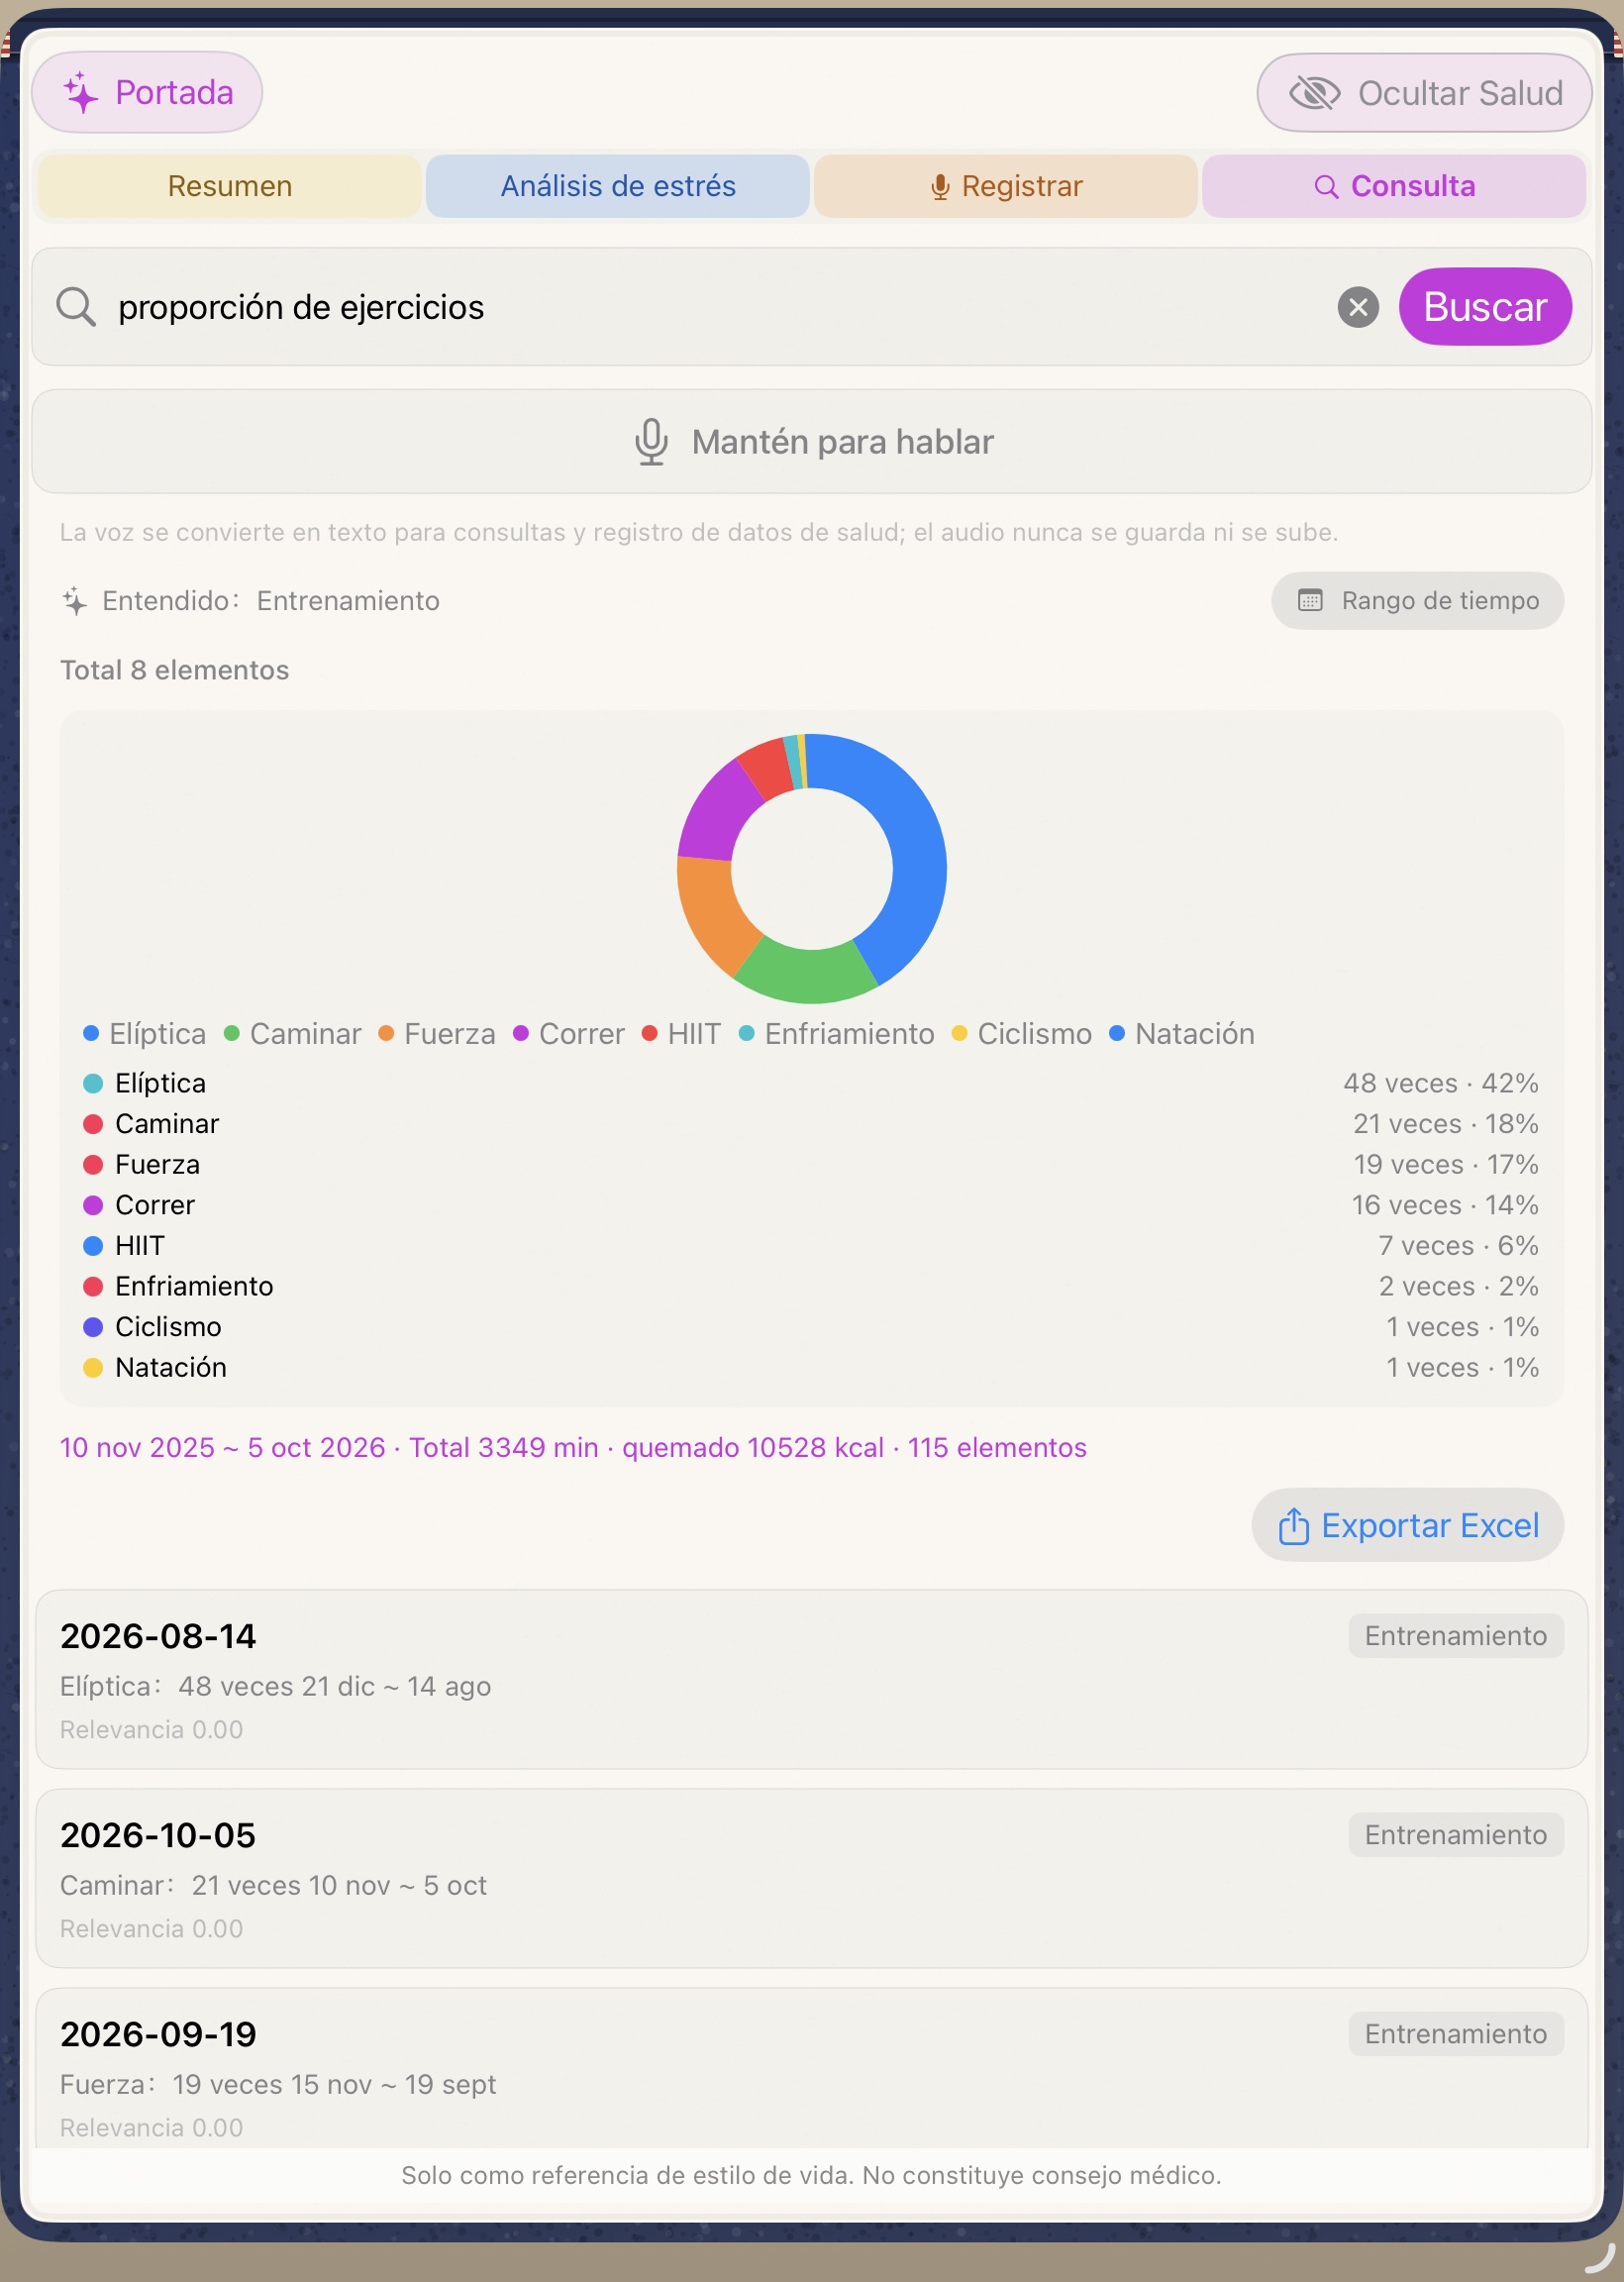 Portada
Ocultar Salud
Resumen
Análisis de estrés
Registrar
Consulta
proporción de ejercicios
Buscar
Mantén para hablar
La voz se convierte en texto para consultas y registro de datos de salud; el audio nunca se guarda ni se sube.
Entendido: Entrenamiento
Rango de tiempo
Total 8 elementos
Elíptica Caminar Fuerza Correr HIIT Enfriamiento Ciclismo Natación
Elíptica 48 veces · 42%
Caminar 21 veces · 18%
Fuerza 19 veces · 17%
Correr 16 veces · 14%
HIIT 7 veces · 6%
Enfriamiento 2 veces · 2%
Ciclismo 1 veces · 1%
Natación 1 veces · 1%
10 nov 2025 ~ 5 oct 2026 · Total 3349 min · quemado 10528 kcal · 115 elementos
Exportar Excel
2026-08-14 Entrenamiento
Elíptica: 48 veces 21 dic ~ 14 ago
Relevancia 0.00
2026-10-05 Entrenamiento
Caminar: 21 veces 10 nov ~ 5 oct
Relevancia 0.00
2026-09-19 Entrenamiento
Fuerza: 19 veces 15 nov ~ 19 sept
Relevancia 0.00
Solo como referencia de estilo de vida. No constituye consejo médico.